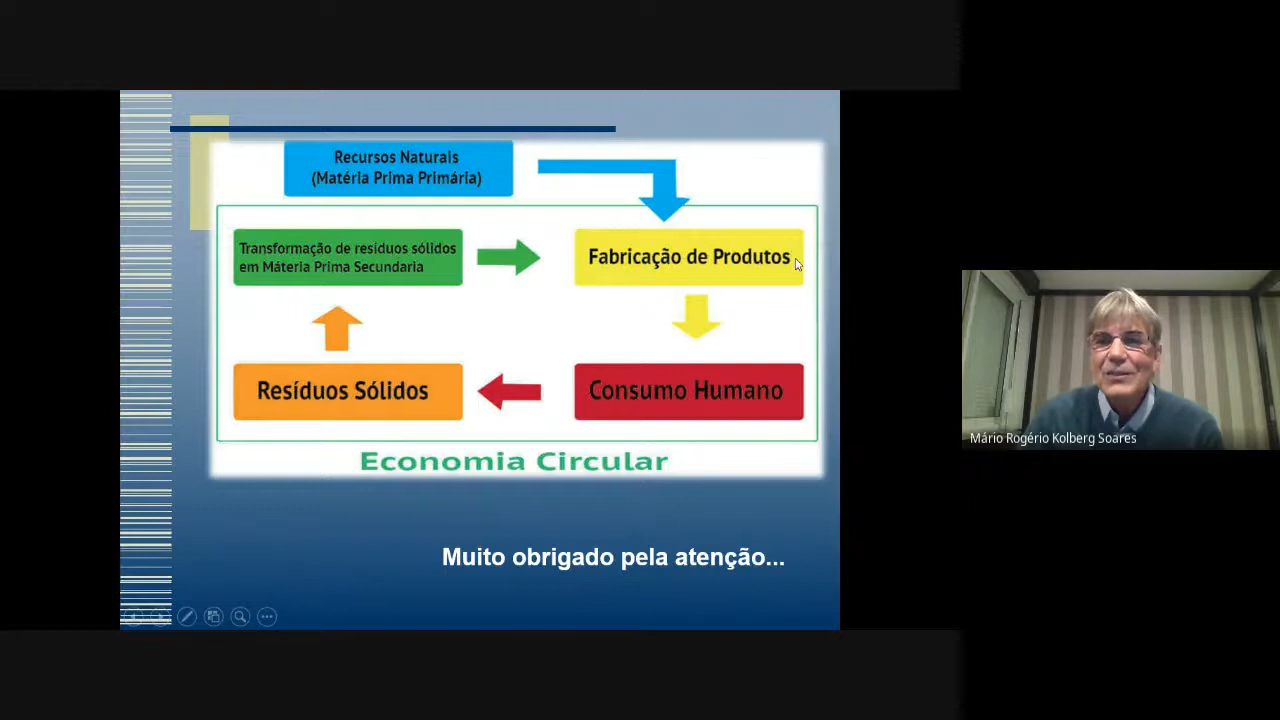 Recursos Naturais
(Matéria Prima Primária)
Transformação de resíduos sólidos
em Máteria Prima Secundaria
Fabricação de Produtos
Resíduos Sólidos
Consumo Humano
Economia Circular
Muito obrigado pela atenção...
Mário Rogério Kolberg Soares